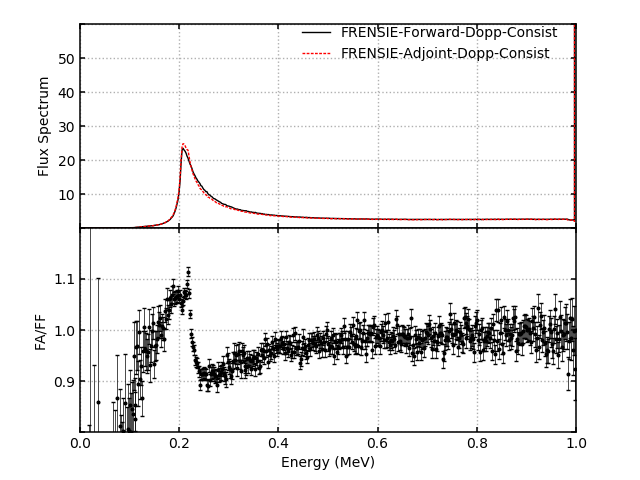 FRENSIE-Forward-Dopp-Consist
FRENSIE-Adjoint-Dopp-Consist
Flux Spectrum
50
40
30
20
10
FA/FF
1.1
1.0
0.9
0.0 0.2 0.4 0.6 0.8 1.0
Energy (MeV)